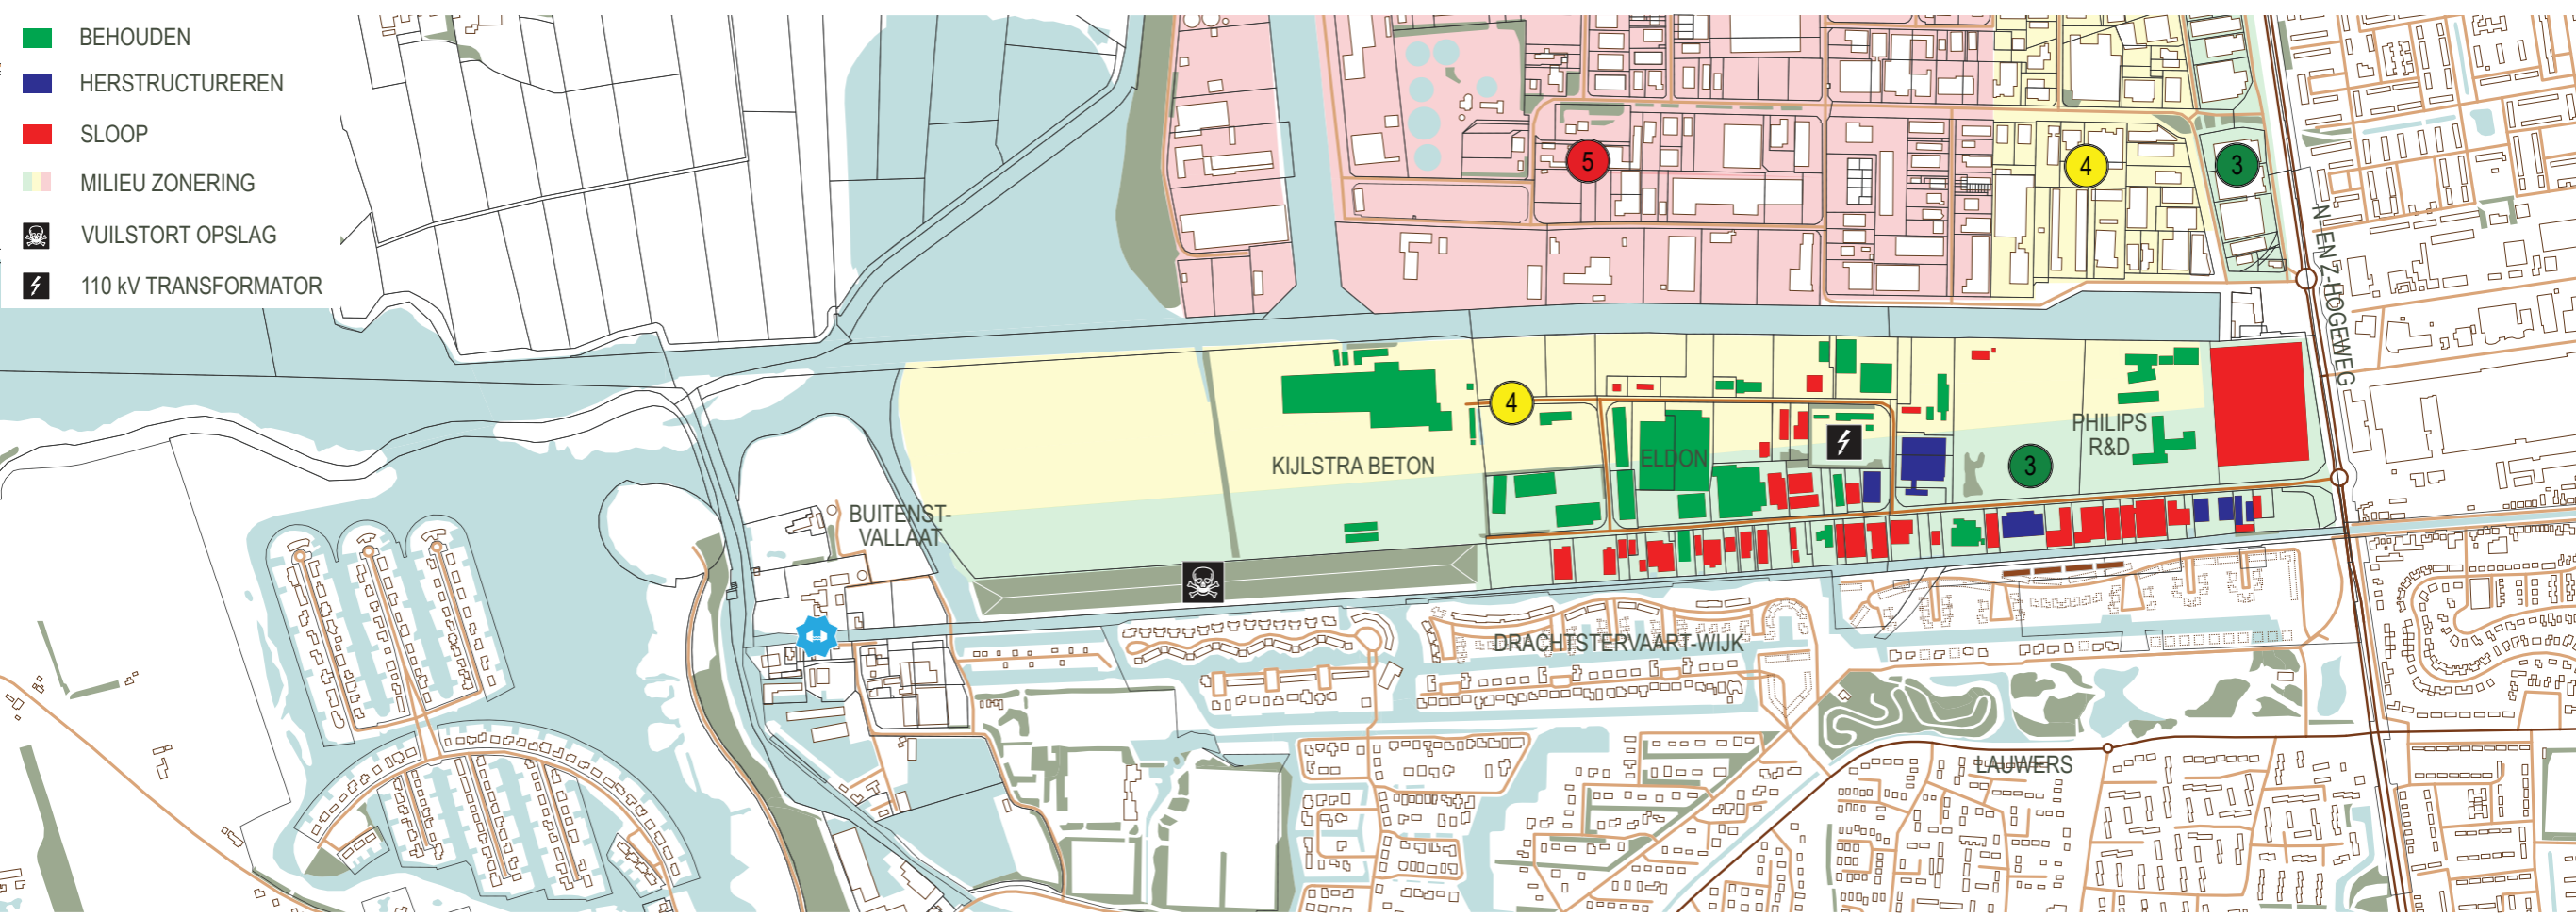 BEHOUDEN
HERSTRUCTUREREN
SLOOP
MILIEU ZONERING
VUILSTORT OPSLAG
110 kV TRANSFORMATOR
5
4
3
N-EN Z-HOGEWEG
4
KIJLSTRA BETON
ELDON
3
PHILIPS
R&D
BUITENST-
VALLAAT
DRACHTSTERVAART-WIJK
LAUWERS